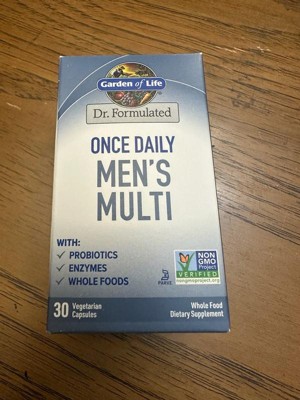 Garden of Life
Dr. Formulated
ONCE DAILY
MEN'S
MULTI
WITH:
✓ PROBIOTICS
✓ ENZYMES
✓ WHOLE FOODS
PAREVE
NON
GMO
Project
VERIFIED
nongmoproject.org
30 Vegetarian
Capsules
Whole Food
Dietary Supplement